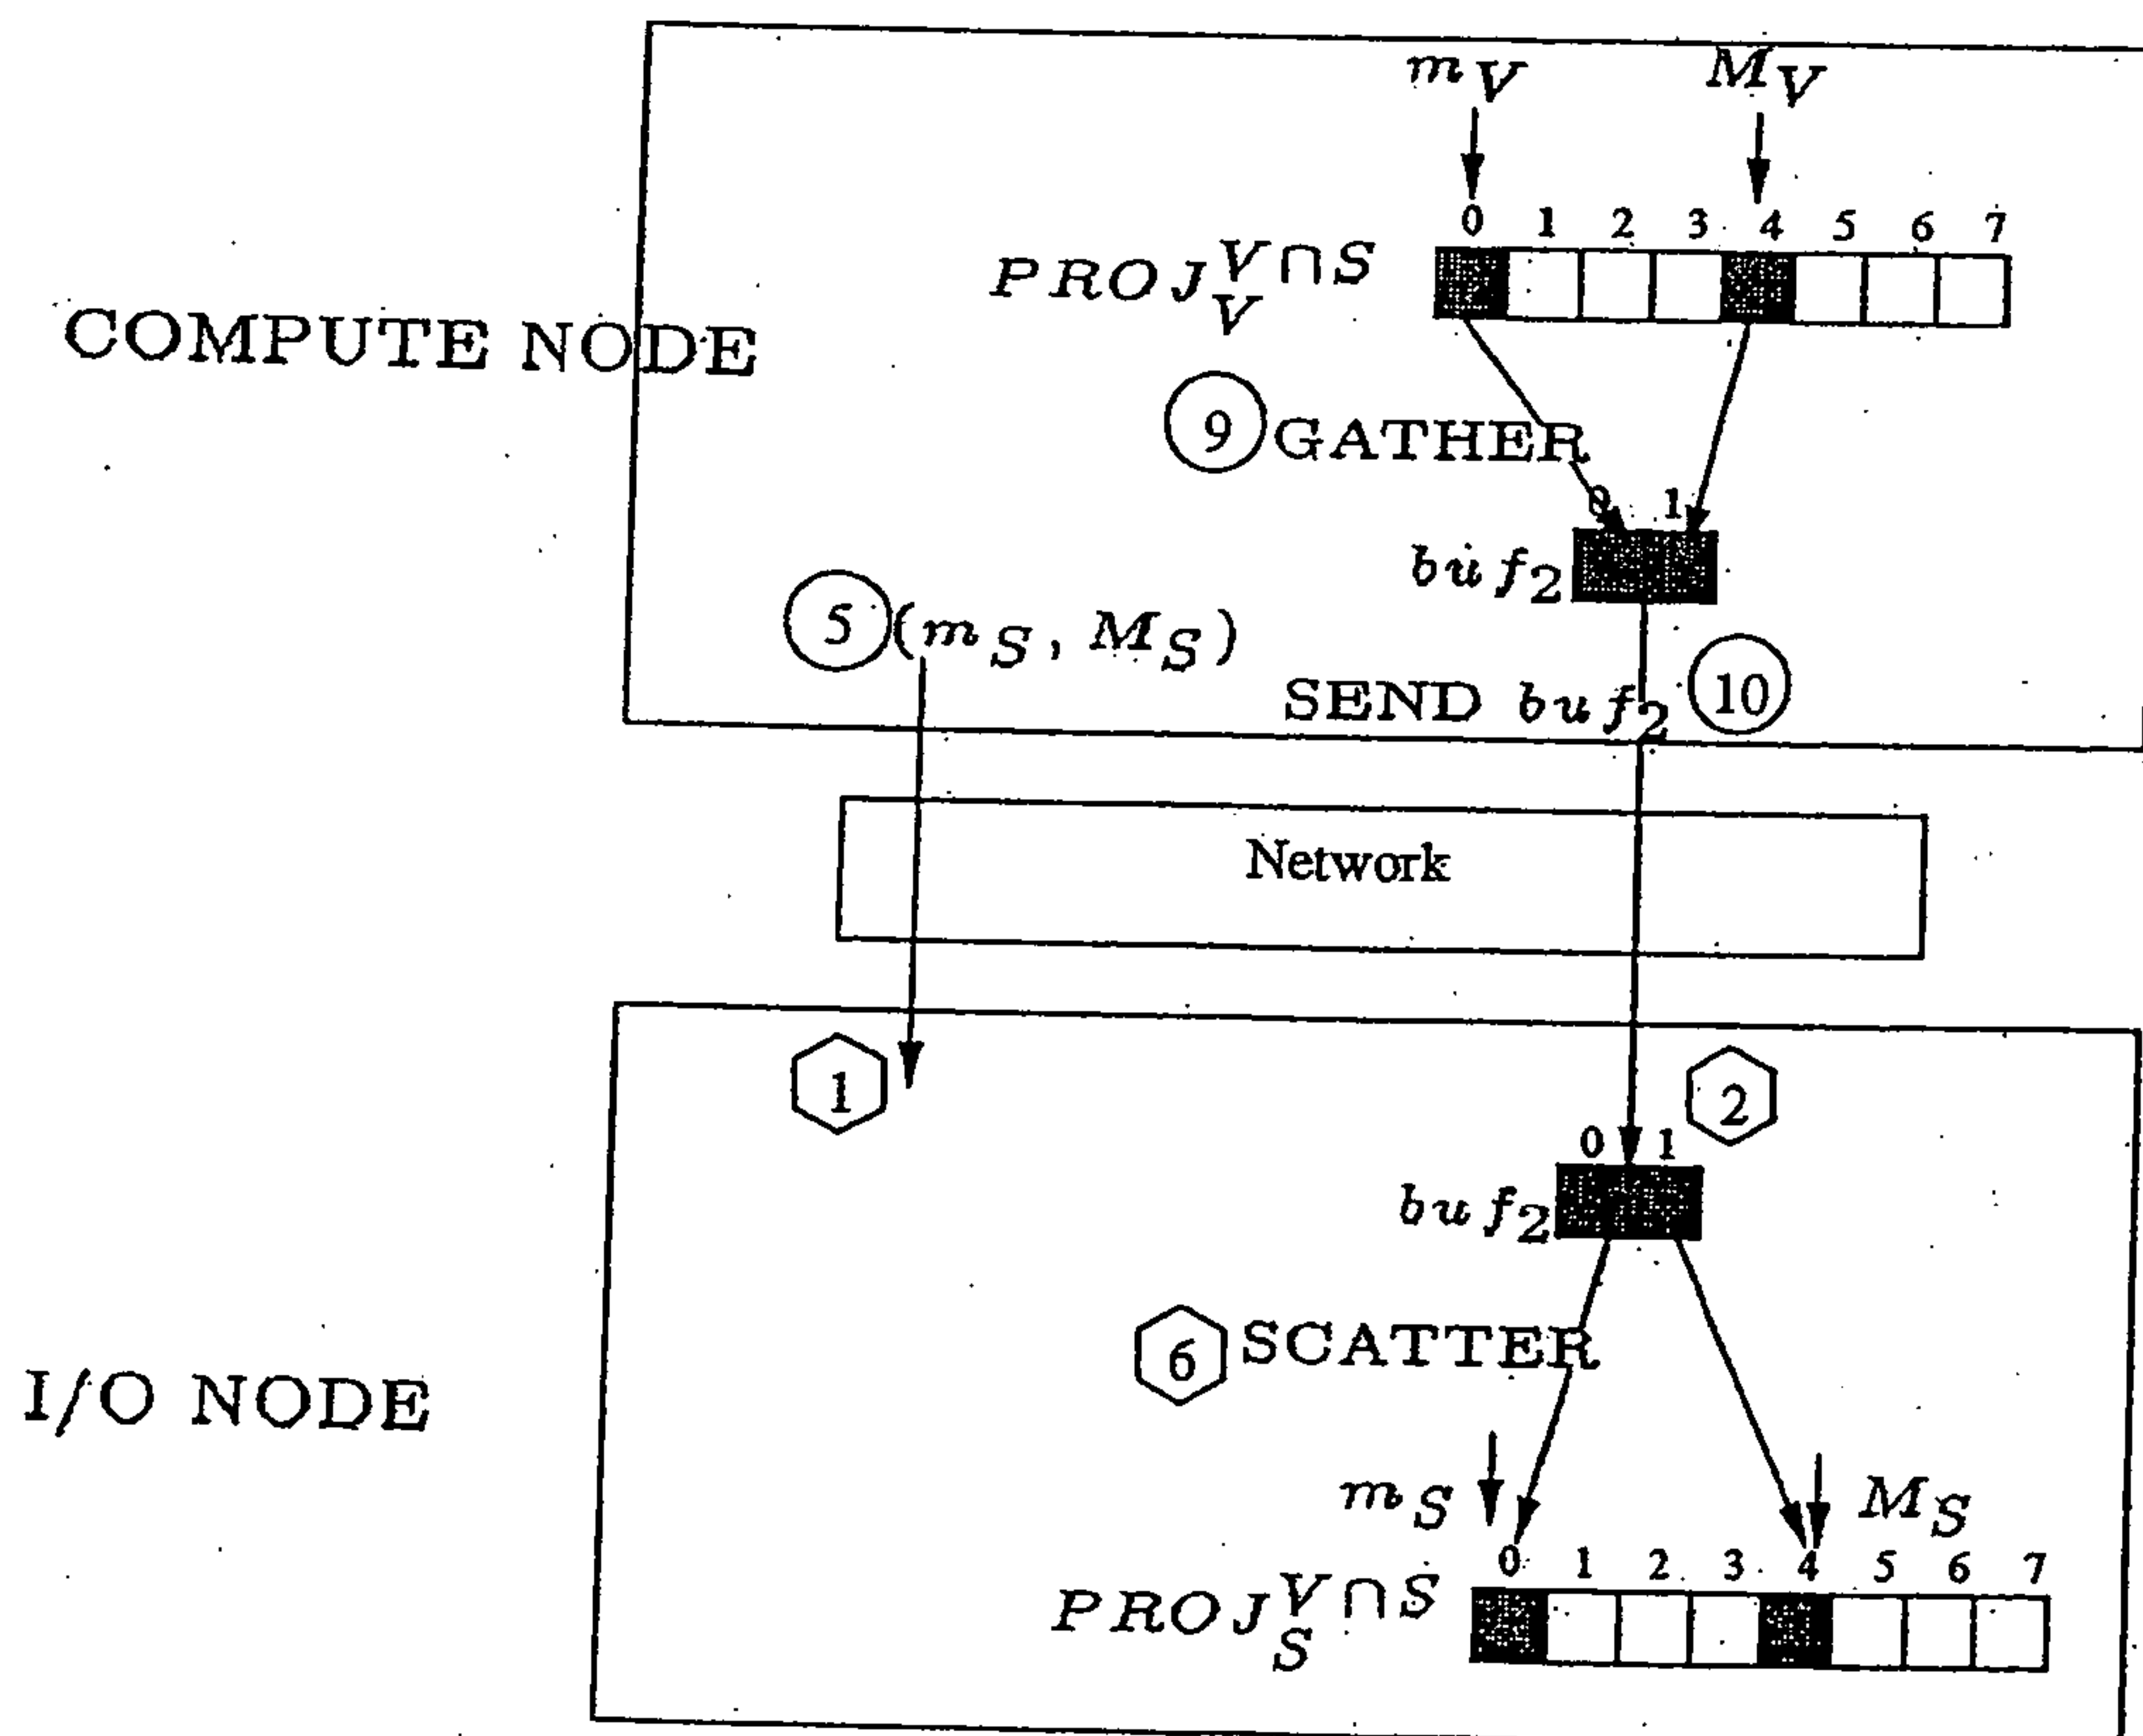 m_V M_V
0 1 2 3 4 5 6 7
PROJ_V^{V∩S}
COMPUTE NODE
9 GATHER
0 1
buf_2
5 (m_S, M_S)
SEND buf_2 10
Network
1 2
0 1
buf_2
6 SCATTER
I/O NODE
m_S M_S
0 1 2 3 4 5 6 7
PROJ_S^{V∩S}